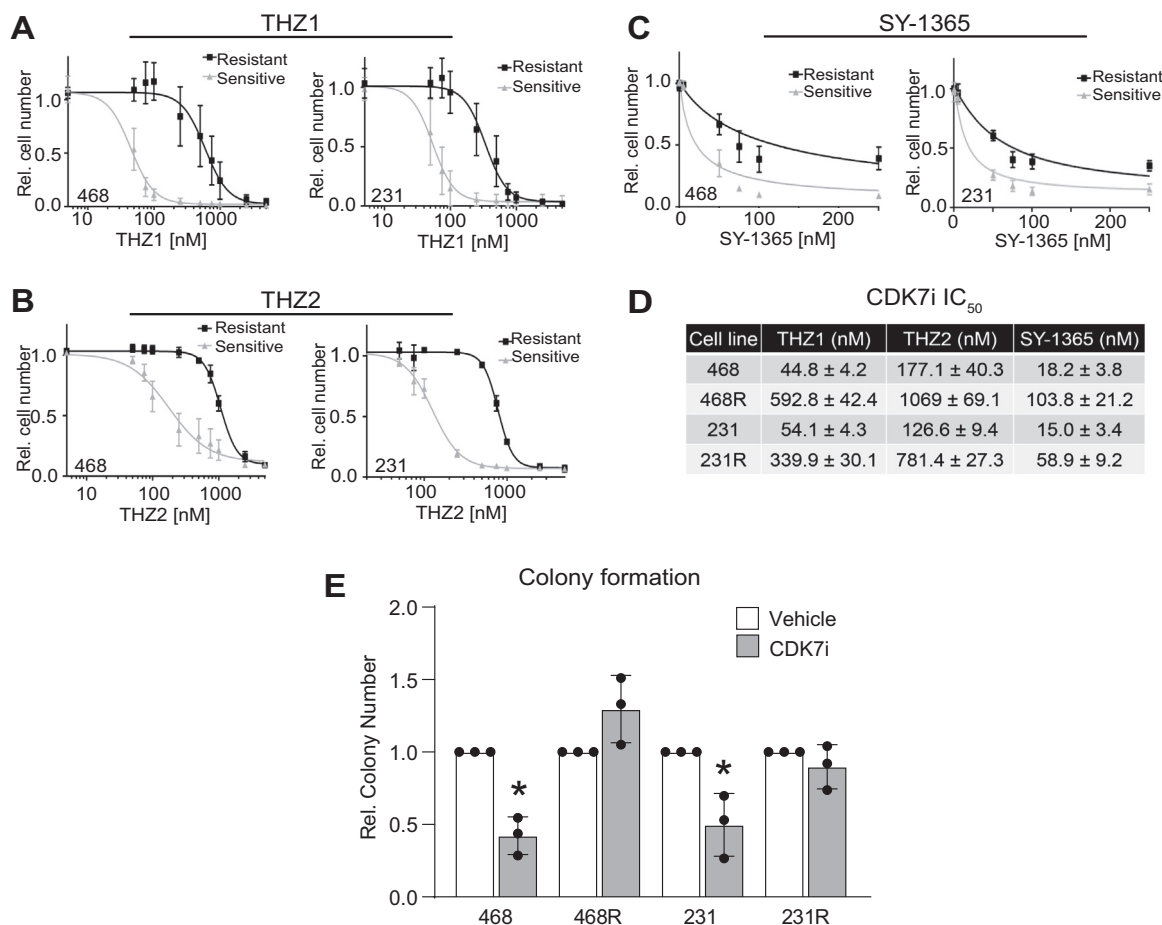 A
THZ1
Rel. cell number
1.0
0.5
0.0
Resistant
Sensitive
468
10
100
1000
THZ1 [nM]
Rel. cell number
1.0
0.5
0.0
Resistant
Sensitive
231
10
100
1000
THZ1 [nM]
C
SY-1365
Rel. cell number
1.0
0.5
0.0
Resistant
Sensitive
468
0
100
200
SY-1365 [nM]
Rel. cell number
1.0
0.5
0.0
Resistant
Sensitive
231
0
100
200
SY-1365 [nM]
B
THZ2
Rel. cell number
1.0
0.5
0.0
Resistant
Sensitive
468
10
100
1000
THZ2 [nM]
Rel. cell number
1.0
0.5
0.0
Resistant
Sensitive
231
100
1000
THZ2 [nM]
D
CDK7i IC50
Cell line THZ1 (nM) THZ2 (nM) SY-1365 (nM)
468 44.8 ± 4.2 177.1 ± 40.3 18.2 ± 3.8
468R 592.8 ± 42.4 1069 ± 69.1 103.8 ± 21.2
231 54.1 ± 4.3 126.6 ± 9.4 15.0 ± 3.4
231R 339.9 ± 30.1 781.4 ± 27.3 58.9 ± 9.2
E
Colony formation
Rel. Colony Number
2.0
1.5
1.0
0.5
0.0
Vehicle
CDK7i
*
*
468
468R
231
231R